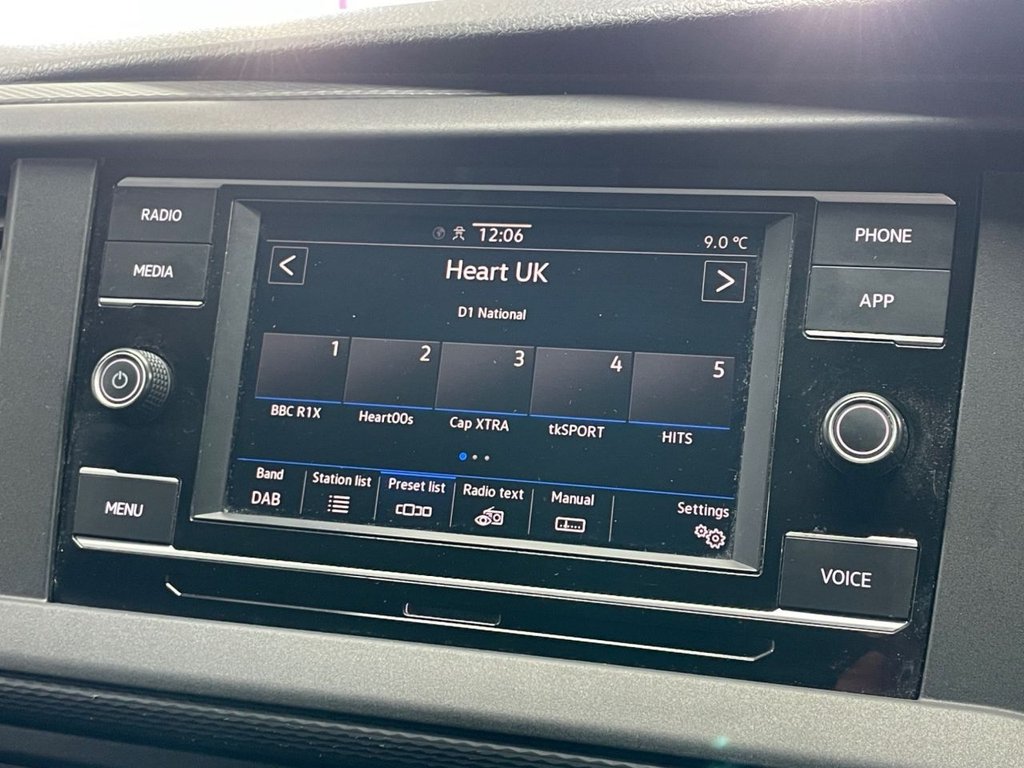 RADIO
MEDIA
MENU
12:06
9.0 °C
<
Heart UK
>
D1 National
1 2 3 4 5
BBC R1X Heart00s Cap XTRA tkSPORT HITS
Band Station list Preset list Radio text Manual Settings
DAB
PHONE
APP
VOICE